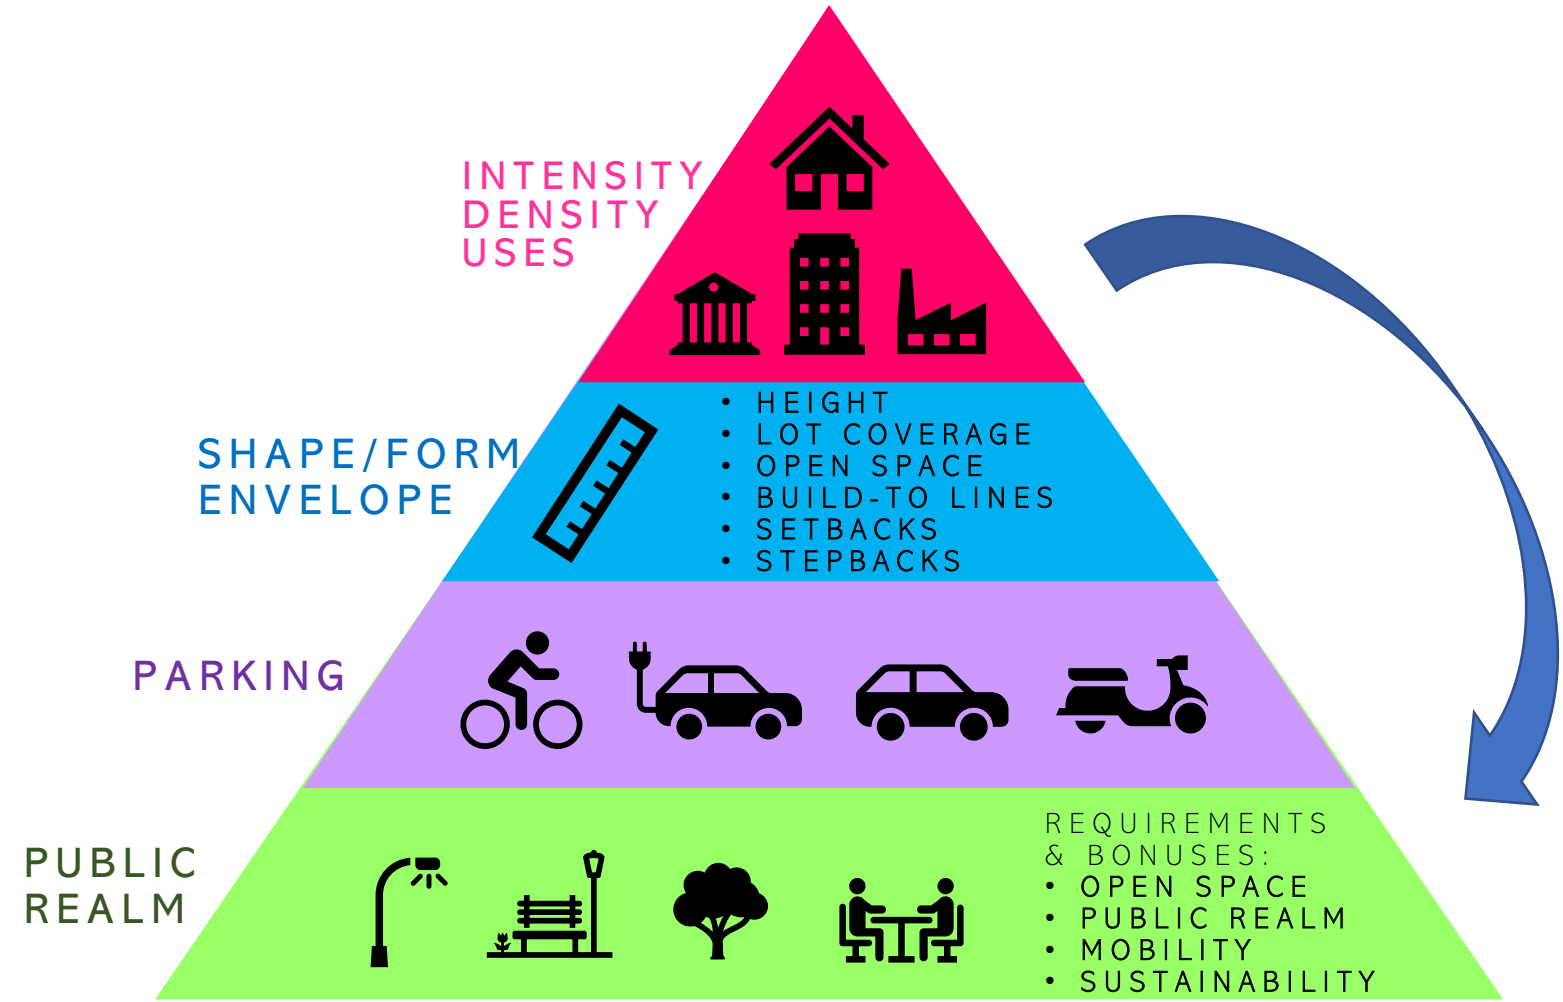 INTENSITY
DENSITY
USES
• HEIGHT
• LOT COVERAGE
• OPEN SPACE
• BUILD-TO LINES
• SETBACKS
• STEPBACKS
SHAPE/FORM
ENVELOPE
PARKING
PUBLIC
REALM
REQUIREMENTS
& BONUSES:
• OPEN SPACE
• PUBLIC REALM
• MOBILITY
• SUSTAINABILITY